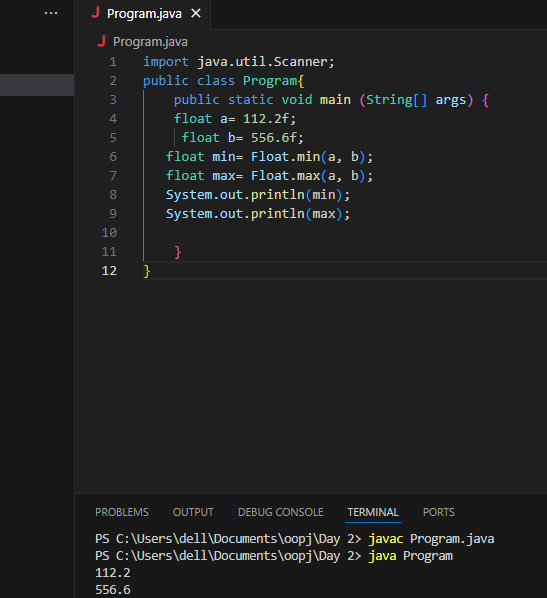 ... Program.java ×
Program.java
1 import java.util.Scanner;
2 public class Program{
3 public static void main (String[] args) {
4 float a= 112.2f;
5 float b= 556.6f;
6 float min= Float.min(a, b);
7 float max= Float.max(a, b);
8 System.out.println(min);
9 System.out.println(max);
10
11 }
12 }
PROBLEMS OUTPUT DEBUG CONSOLE TERMINAL PORTS
PS C:\Users\dell\Documents\oopj\Day 2> javac Program.java
PS C:\Users\dell\Documents\oopj\Day 2> java Program
112.2
556.6